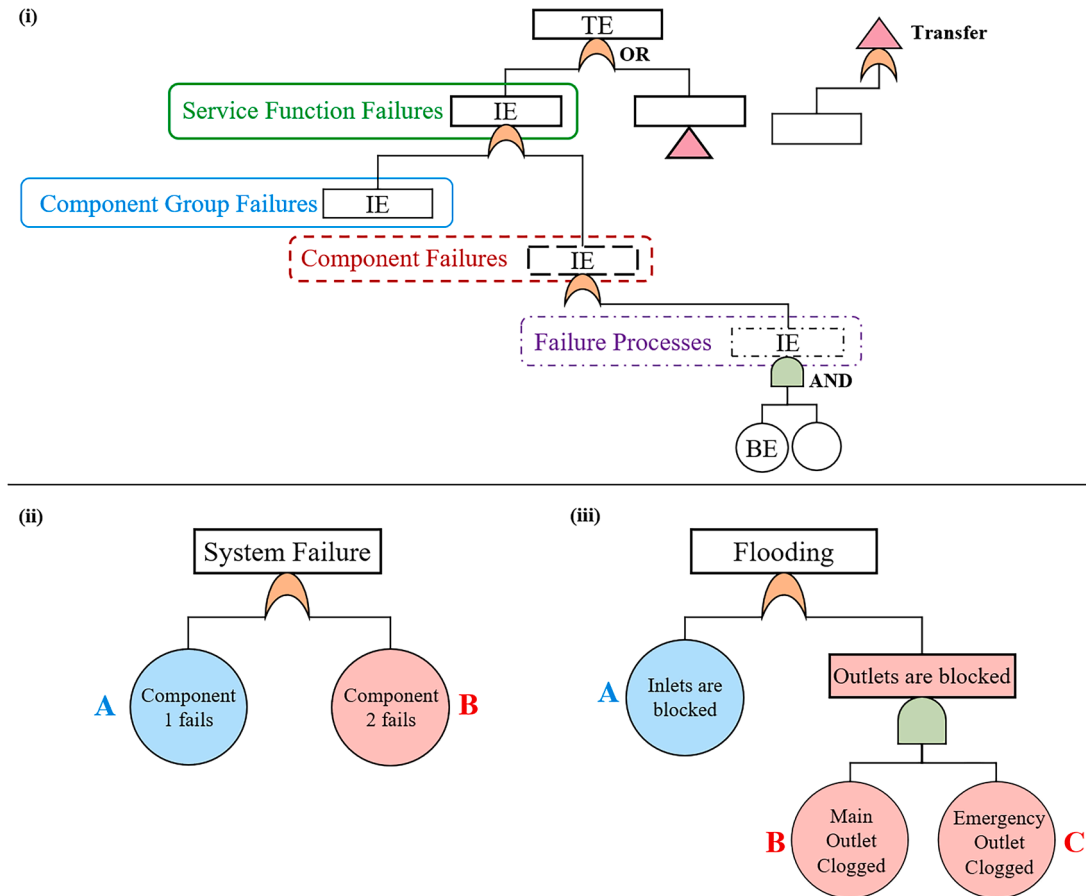 (i)
TE
OR
Transfer
Service Function Failures
IE
Component Group Failures
IE
Component Failures
IE
Failure Processes
IE
AND
BE
(ii)
System Failure
A
Component
1 fails
Component
2 fails
B
(iii)
Flooding
A
Inlets are
blocked
Outlets are blocked
B
Main
Outlet
Clogged
Emergency
Outlet
Clogged
C